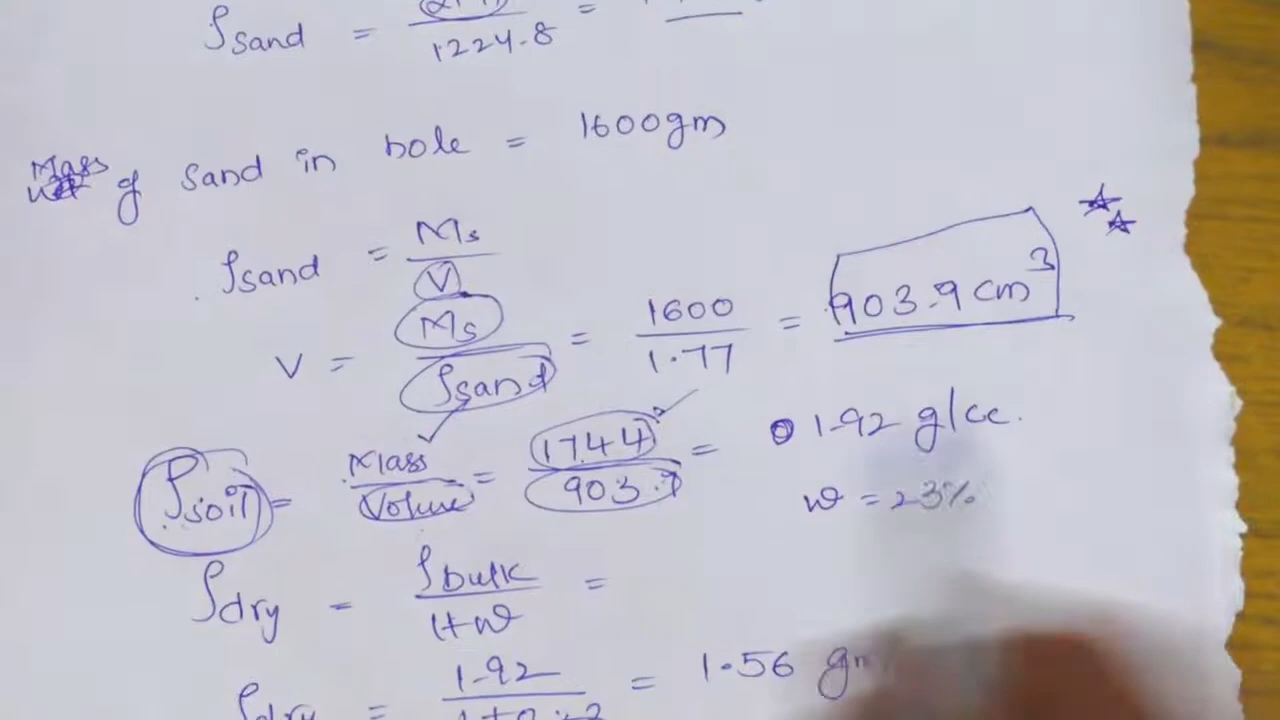 ρsand = / 1224.8 =
Mass of sand in hole = 1600gm
ρsand = Ms / V
V = Ms / ρsand = 1600 / 1.77 = 903.9 cm³
ρsoil = Mass / Volume = 1744 / 903.9 = 1.92 g/cc.
w = 23%
ρdry = ρbulk / 1+w =
ρdry = 1.92 = 1.56 gm